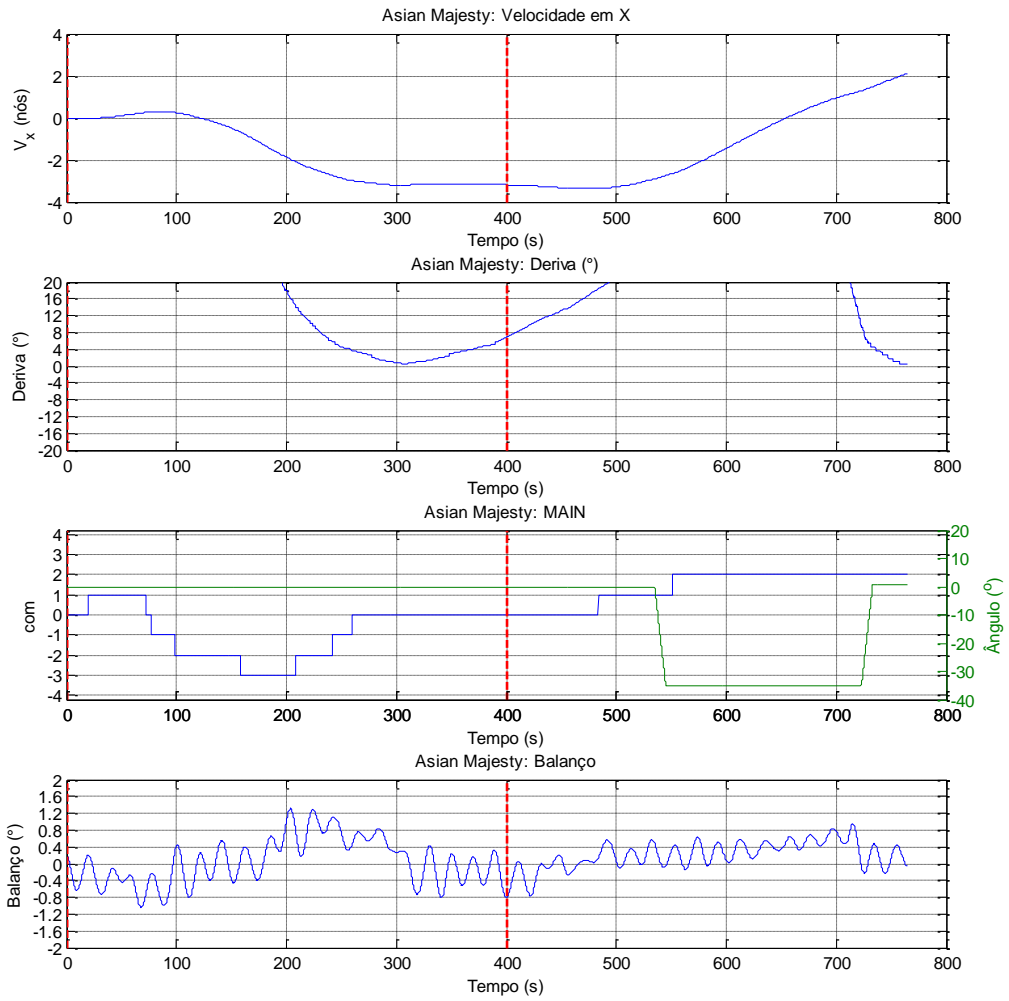 Asian Majesty: Velocidade em X
4
2
0
-2
-4
V_x (nós)
0 100 200 300 400 500 600 700 800
Tempo (s)
Asian Majesty: Deriva (°)
20
16
12
8
4
0
-4
-8
-12
-16
-20
Deriva (°)
0 100 200 300 400 500 600 700 800
Tempo (s)
Asian Majesty: MAIN
4
3
2
1
0
-1
-2
-3
-4
com
20
10
0
-10
-20
-30
-40
Ângulo (º)
0 100 200 300 400 500 600 700 800
Tempo (s)
Asian Majesty: Balanço
2
1.6
1.2
0.8
0.4
0
-0.4
-0.8
-1.2
-1.6
-2
Balanço (°)
0 100 200 300 400 500 600 700 800
Tempo (s)